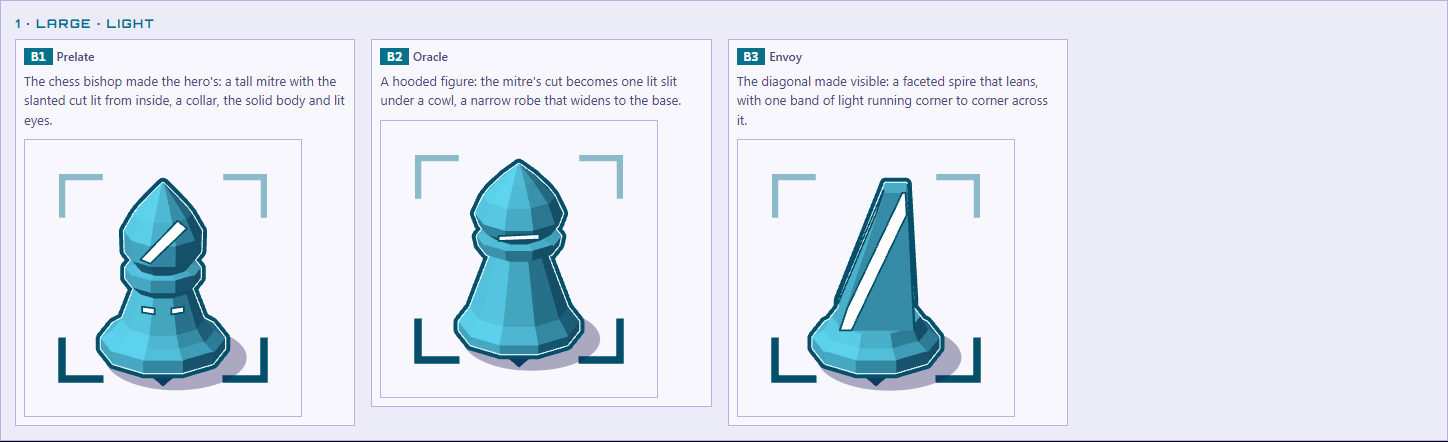 1 · LARGE · LIGHT
B1 Prelate
The chess bishop made the hero's: a tall mitre with the
slanted cut lit from inside, a collar, the solid body and lit
eyes.
B2 Oracle
A hooded figure: the mitre's cut becomes one lit slit
under a cowl, a narrow robe that widens to the base.
B3 Envoy
The diagonal made visible: a faceted spire that leans,
with one band of light running corner to corner across
it.